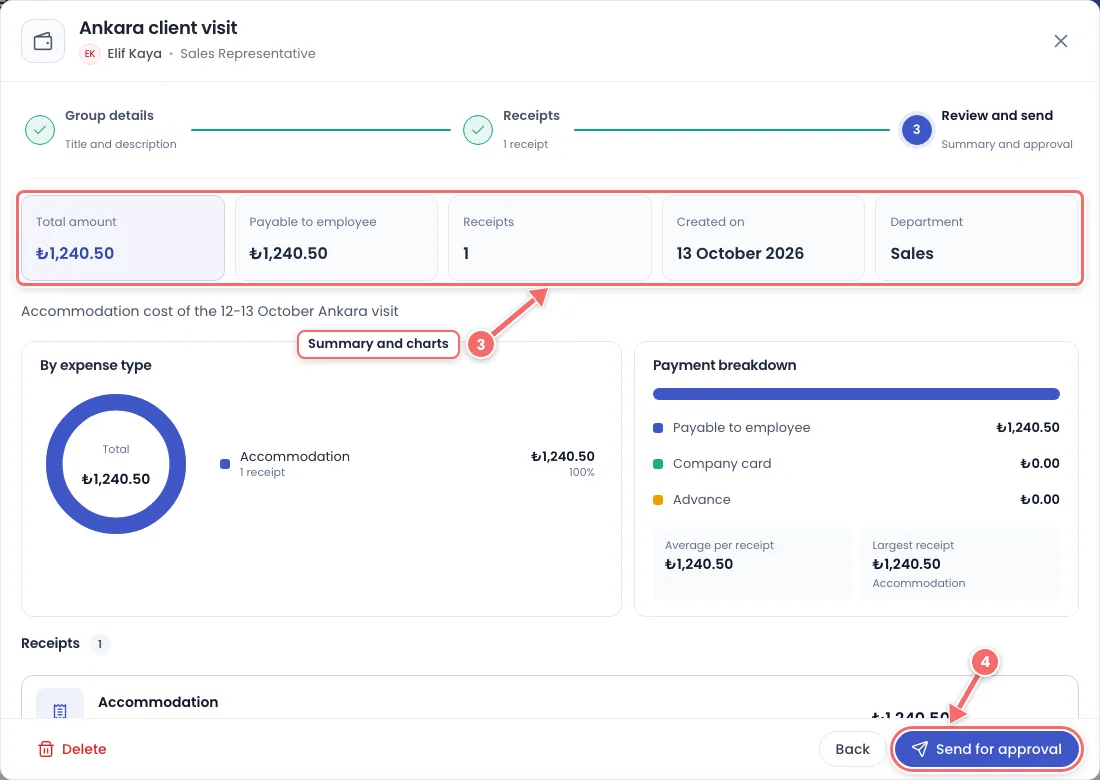 Ankara client visit
EK Elif Kaya • Sales Representative
Group details
Title and description
Receipts
1 receipt
3
Review and send
Summary and approval
Total amount
₺1,240.50
Payable to employee
₺1,240.50
Receipts
1
Created on
13 October 2026
Department
Sales
Accommodation cost of the 12-13 October Ankara visit
Summary and charts
3
By expense type
Total
₺1,240.50
Accommodation
1 receipt
₺1,240.50
100%
Payment breakdown
Payable to employee ₺1,240.50
Company card ₺0.00
Advance ₺0.00
Average per receipt
₺1,240.50
Largest receipt
₺1,240.50
Accommodation
Receipts 1
4
Accommodation
₺1,240.50
Delete
Back
Send for approval